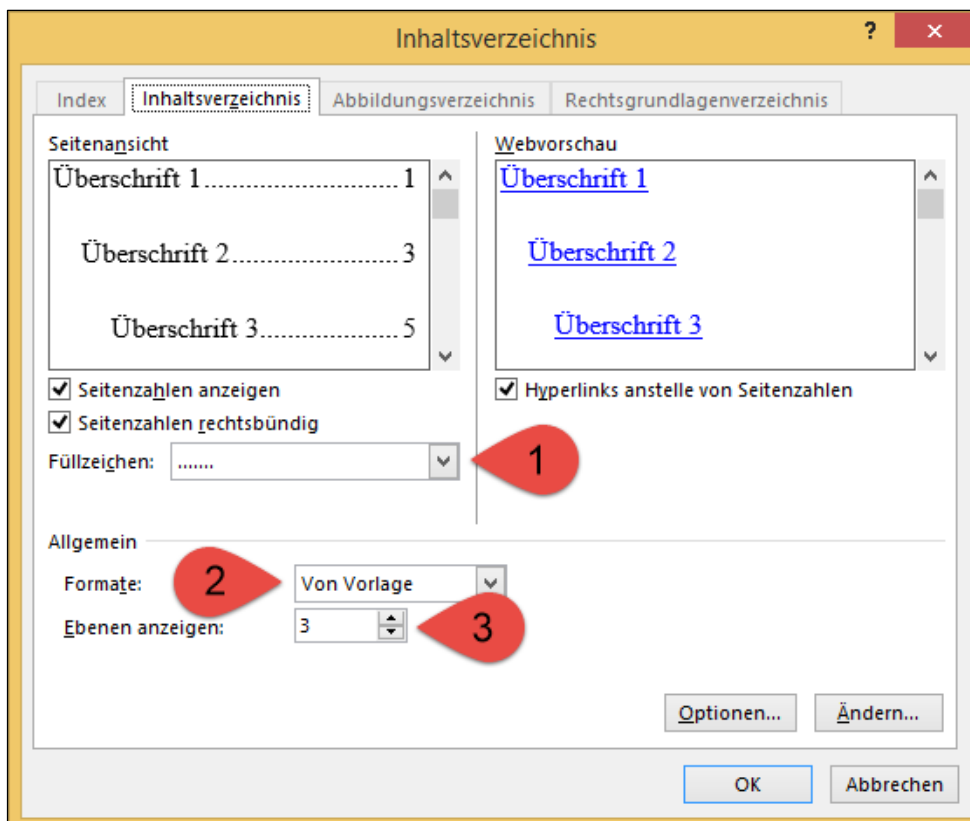 Inhaltsverzeichnis
?
Index Inhaltsverzeichnis Abbildungsverzeichnis Rechtsgrundlagenverzeichnis
Seitenansicht
Überschrift 1.............................. 1
Überschrift 2.......................... 3
Überschrift 3........................ 5
Webvorschau
Überschrift 1
Überschrift 2
Überschrift 3
Seitenzahlen anzeigen
Seitenzahlen rechtsbündig
Füllzeichen: ....... 1
Hyperlinks anstelle von Seitenzahlen
Allgemein
Formate: 2 Von Vorlage
Ebenen anzeigen: 3 3
Optionen... Ändern...
OK Abbrechen